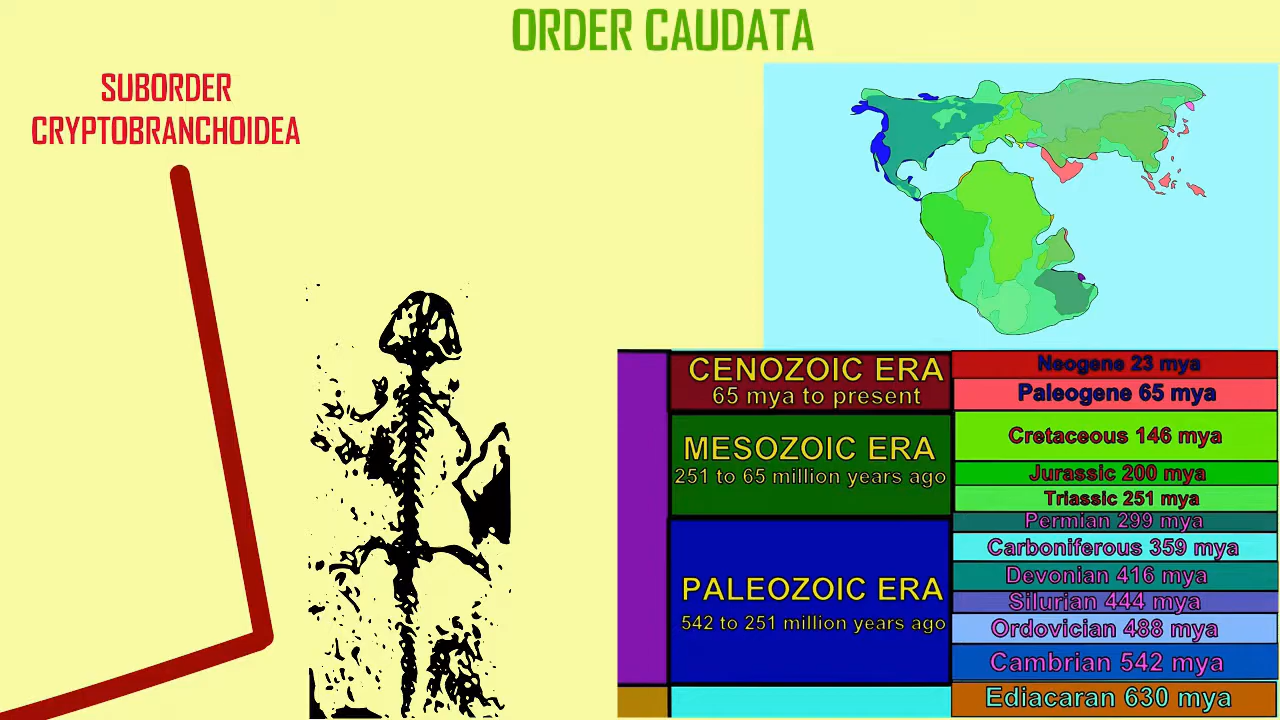 ORDER CAUDATA
SUBORDER
CRYPTOBRANCHOIDEA
CENOZOIC ERA
65 mya to present
MESOZOIC ERA
251 to 65 million years ago
PALEOZOIC ERA
542 to 251 million years ago
Neogene 23 mya
Paleogene 65 mya
Cretaceous 146 mya
Jurassic 200 mya
Triassic 251 mya
Permian 299 mya
Carboniferous 359 mya
Devonian 416 mya
Silurian 444 mya
Ordovician 488 mya
Cambrian 542 mya
Ediacaran 630 mya